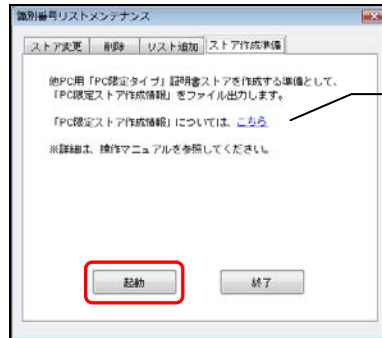 識別番号リストメンテナンス
ストア変更 削除 リスト追加 ストア作成準備
他PC用「PC限定タイプ」証明書ストアを作成する準備として、
「PC限定ストア作成情報」をファイル出力します。
「PC限定ストア作成情報」については、こちら
※詳細は、操作マニュアルを参照してください。
起動 終了